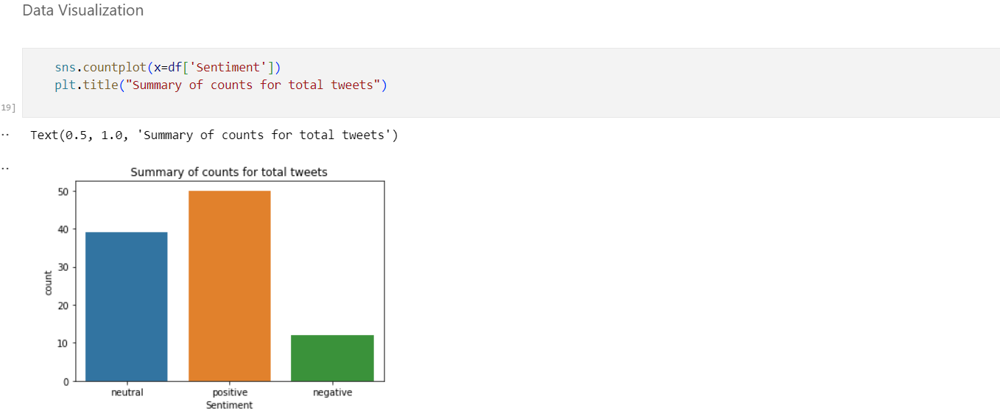 Data Visualization
sns.countplot(x=df['Sentiment'])
plt.title("Summary of counts for total tweets")
19]
Text(0.5, 1.0, 'Summary of counts for total tweets')
Summary of counts for total tweets
50
40
30
20
10
0
count
neutral positive negative
Sentiment